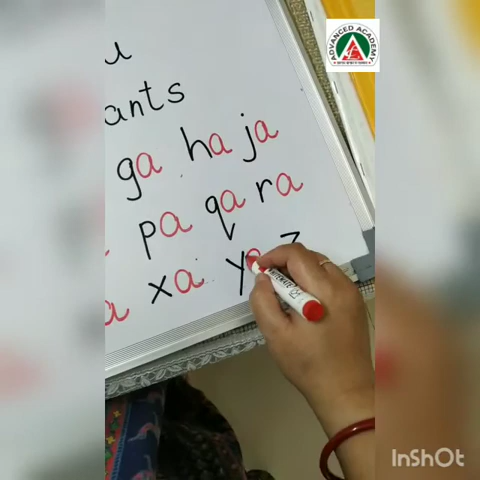 u
ants
ga ha ja
pa qa ra
a xa ya z
ADVANCED ACADEMY
InShOt